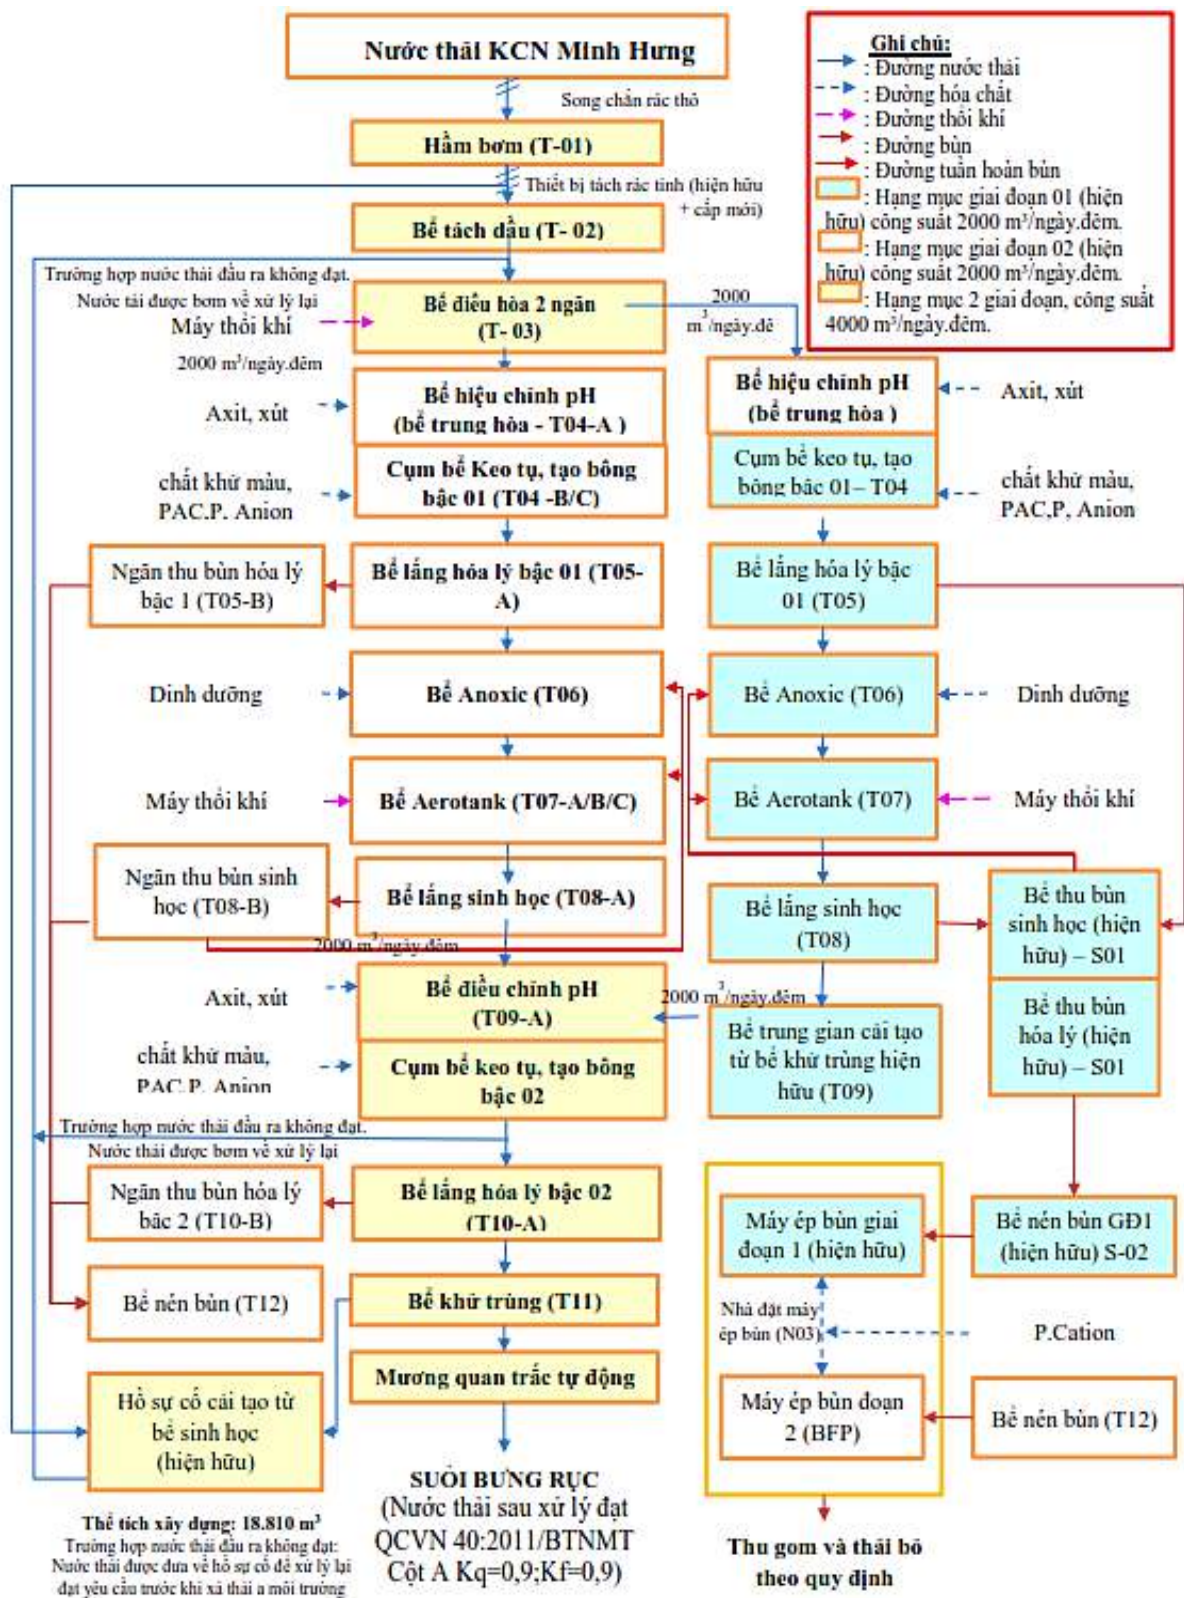 Nước thải KCN Minh Hưng
Song chắn rác thô
Hầm bơm (T-01)
Thiết bị tách rác tinh (hiện hữu
+ cấp mới)
Bể tách dầu (T- 02)
Trường hợp nước thải đầu ra không đạt.
Nước tái được bơm về xử lý lại
Bể điều hòa 2 ngăn
(T- 03)
Máy thổi khí
2000 m³/ngày.đêm
2000
m³/ngày.đê
Ghi chú:
: Đường nước thải
: Đường hóa chất
: Đường thổi khí
: Đường bùn
: Đường tuần hoàn bùn
: Hạng mục giai đoạn 01 (hiện
hữu) công suất 2000 m³/ngày.đêm.
: Hạng mục giai đoạn 02 (hiện
hữu) công suất 2000 m³/ngày.đêm.
: Hạng mục 2 giai đoạn, công suất
4000 m³/ngày.đêm.
Axit, xút
Bể hiệu chỉnh pH
(bể trung hòa - T04-A )
Bể hiệu chỉnh pH
(bể trung hòa )
Axit, xút
chất khử màu,
PAC.P. Anion
Cụm bể Keo tụ, tạo bông
bậc 01 (T04 -B/C)
Cụm bể keo tụ, tạo
bông bậc 01– T04
chất khử màu,
PAC,P, Anion
Ngăn thu bùn hóa lý
bậc 1 (T05-B)
Bể lắng hóa lý bậc 01 (T05-
A)
Bể lắng hóa lý bậc
01 (T05)
Dinh dưỡng
Bể Anoxic (T06)
Bể Anoxic (T06)
Dinh dưỡng
Máy thổi khí
Bể Aerotank (T07-A/B/C)
Bể Aerotank (T07)
Máy thổi khí
Ngăn thu bùn sinh
học (T08-B)
Bể lắng sinh học (T08-A)
Bể lắng sinh học
(T08)
Bể thu bùn
sinh học (hiện
hữu) – S01
2000 m³/ngày.đêm
Axit, xút
Bể điều chỉnh pH
(T09-A)
2000 m³/ngày.đêm
Bể trung gian cải tạo
từ bể khử trùng hiện
hữu (T09)
Bể thu bùn
hóa lý (hiện
hữu) – S01
chất khử màu,
PAC.P. Anion
Cụm bể keo tụ, tạo bông
bậc 02
Trường hợp nước thải đầu ra không đạt.
Nước thải được bơm về xử lý lại
Ngăn thu bùn hóa lý
bậc 2 (T10-B)
Bể lắng hóa lý bậc 02
(T10-A)
Máy ép bùn giai
đoạn 1 (hiện hữu)
Bể nén bùn GĐ1
(hiện hữu) S-02
Bể nén bùn (T12)
Bể khử trùng (T11)
Nhà đặt máy
ép bùn (N03)
P.Cation
Mương quan trắc tự động
Hồ sự cố cải tạo từ
bể sinh học
(hiện hữu)
Máy ép bùn đoạn
2 (BFP)
Bể nén bùn (T12)
SUỐI BƯNG RỤC
(Nước thải sau xử lý đạt
QCVN 40:2011/BTNMT
Cột A Kq=0,9;Kf=0,9)
Thể tích xây dựng: 18.810 m³
Trường hợp nước thải đầu ra không đạt:
Nước thải được đưa về hồ sự cố để xử lý lại
đạt yêu cầu trước khi xả thải a môi trường
Thu gom và thải bỏ
theo quy định